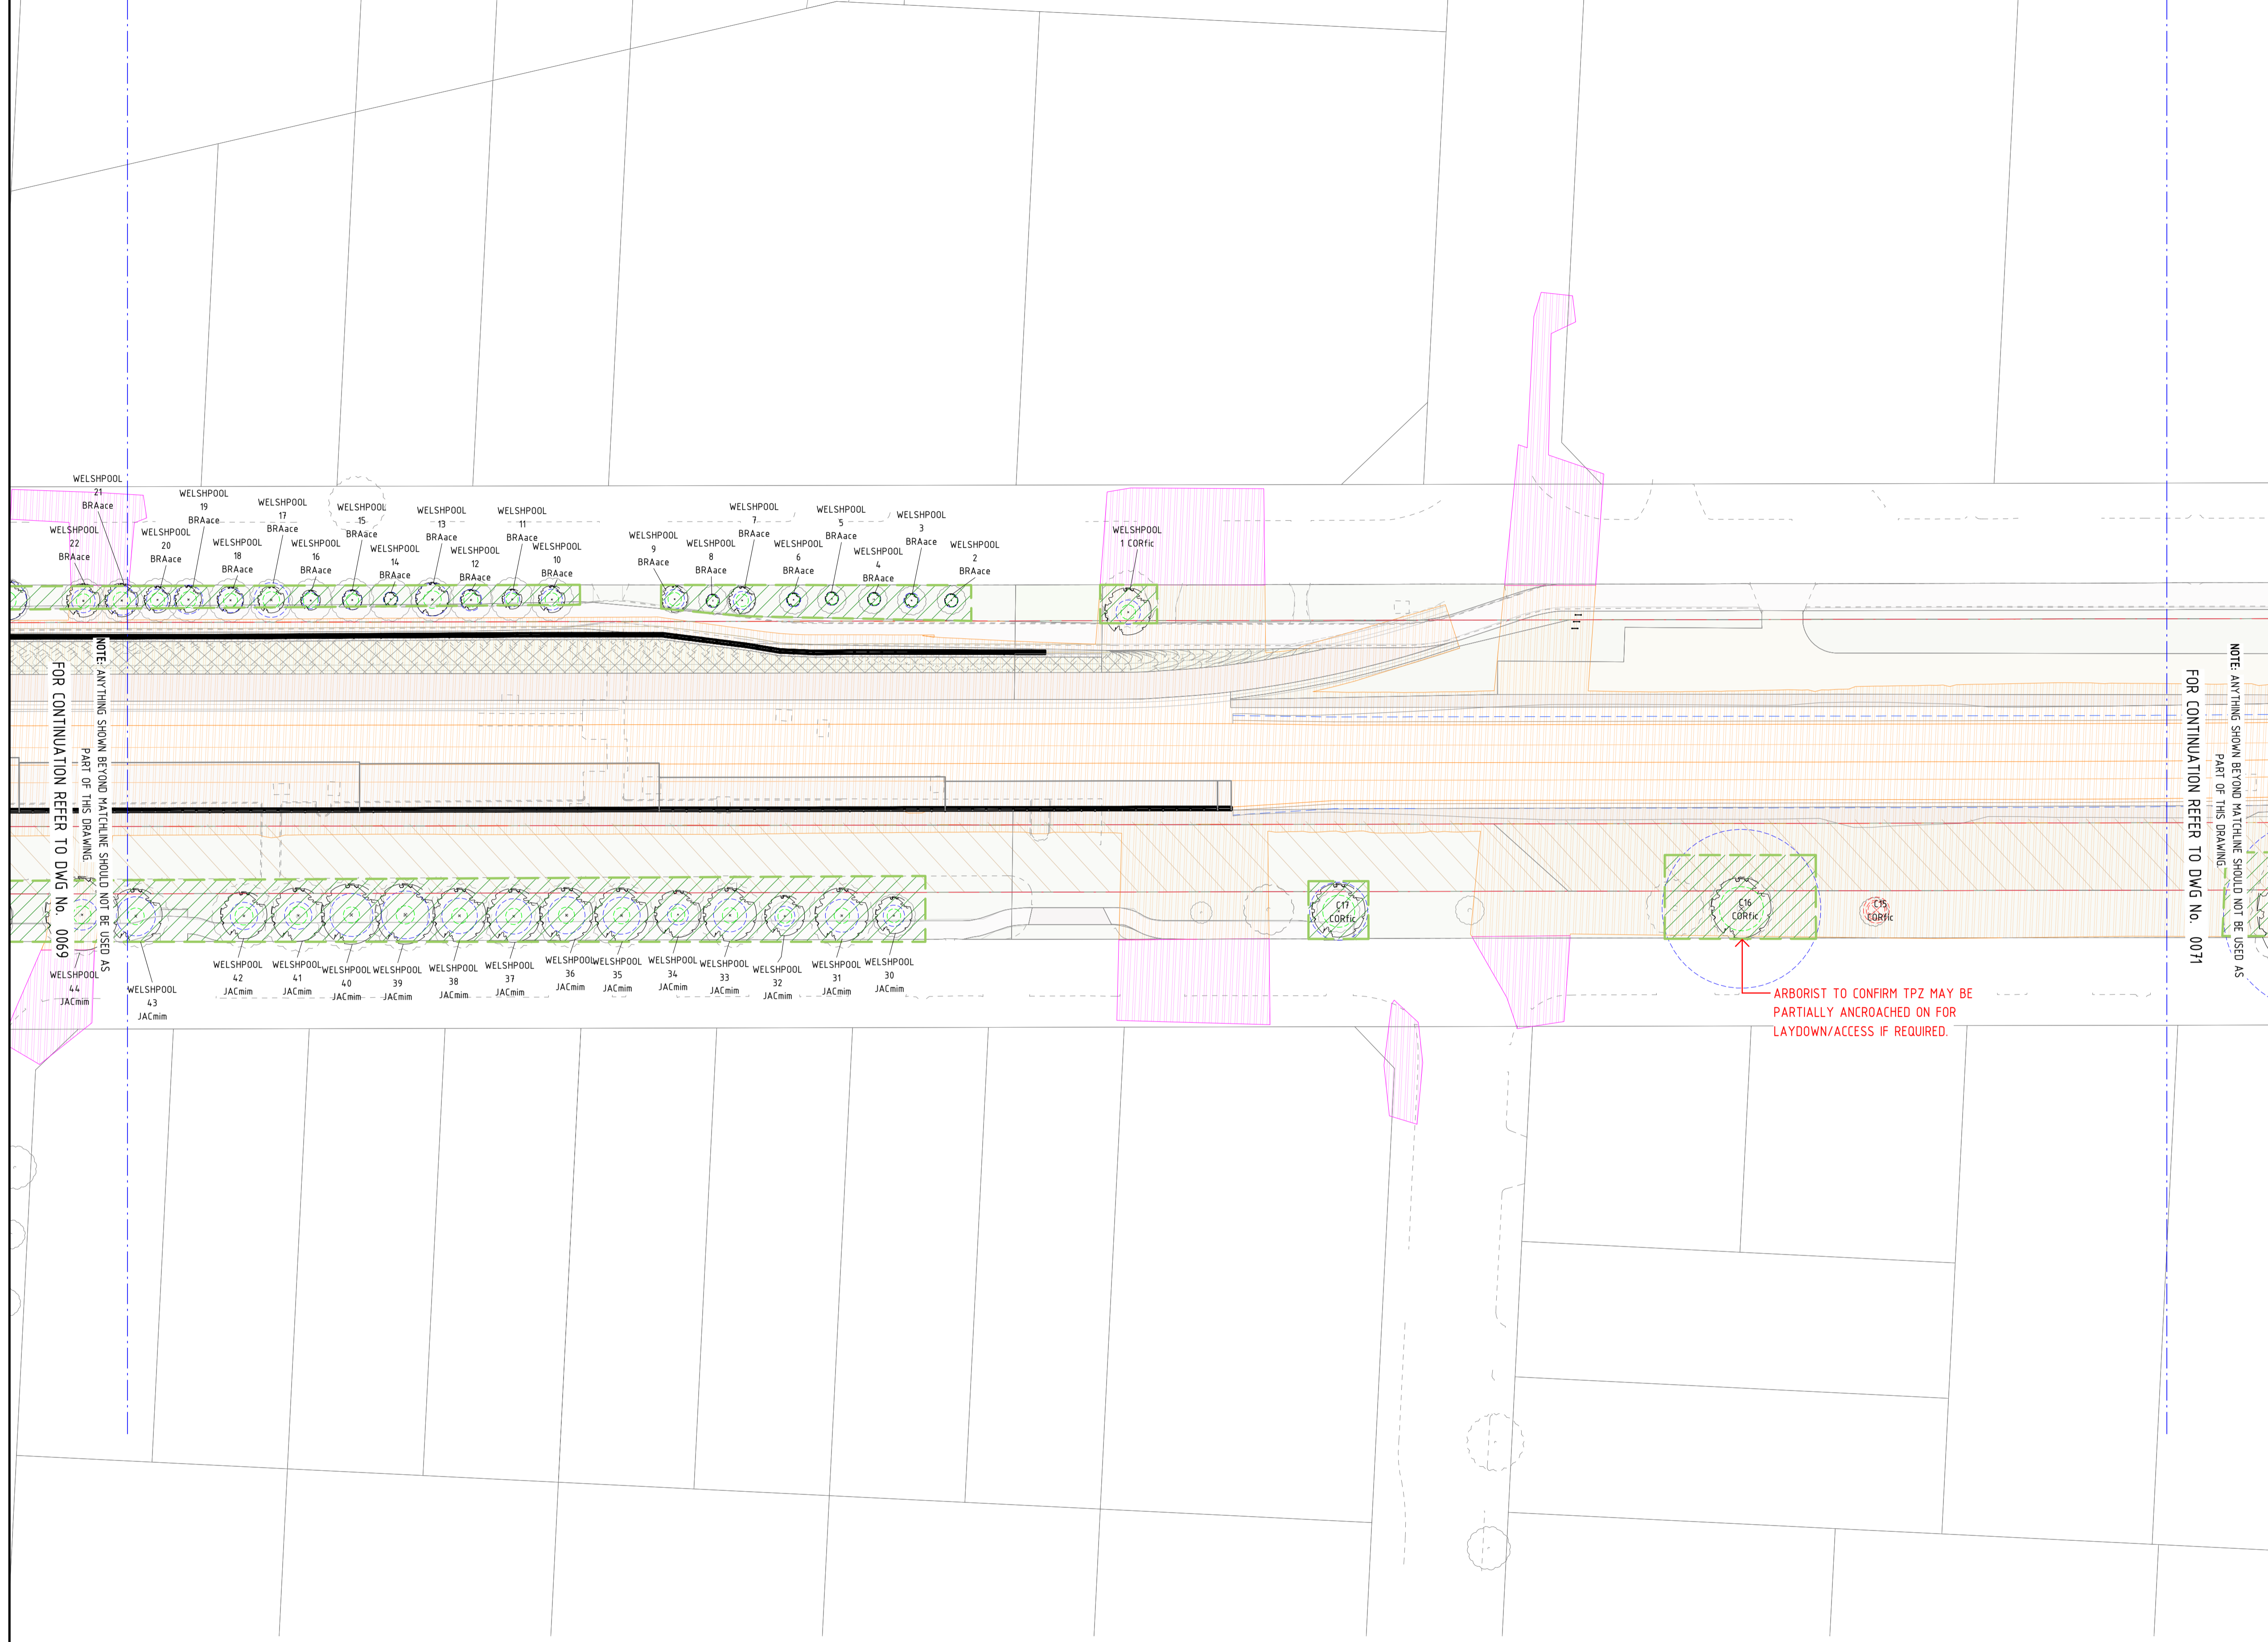 WELSHPOOL
21
BRAace
WELSHPOOL
22
BRAace
WELSHPOOL
20
BRAace
WELSHPOOL
19
BRAace
WELSHPOOL
18
BRAace
WELSHPOOL
17
BRAace
WELSHPOOL
16
BRAace
WELSHPOOL
15
BRAace
WELSHPOOL
14
BRAace
WELSHPOOL
13
BRAace
WELSHPOOL
12
BRAace
WELSHPOOL
11
BRAace
WELSHPOOL
10
BRAace
WELSHPOOL
9
BRAace
WELSHPOOL
8
BRAace
WELSHPOOL
7
BRAace
WELSHPOOL
6
BRAace
WELSHPOOL
5
BRAace
WELSHPOOL
4
BRAace
WELSHPOOL
3
BRAace
WELSHPOOL
2
BRAace
WELSHPOOL
1 CORfic
NOTE: ANYTHING SHOWN BEYOND MATCHLINE SHOULD NOT BE USED AS
PART OF THIS DRAWING.
FOR CONTINUATION REFER TO DWG No. 0069
NOTE: ANYTHING SHOWN BEYOND MATCHLINE SHOULD NOT BE USED AS
PART OF THIS DRAWING.
FOR CONTINUATION REFER TO DWG No. 0071
C17
CORfic
C16
CORfic
C15
CORfic
WELSHPOOL
44
JACmim
WELSHPOOL
43
JACmim
WELSHPOOL
42
JACmim
WELSHPOOL
41
JACmim
WELSHPOOL
40
JACmim
WELSHPOOL
39
JACmim
WELSHPOOL
38
JACmim
WELSHPOOL
37
JACmim
WELSHPOOL
36
JACmim
WELSHPOOL
35
JACmim
WELSHPOOL
34
JACmim
WELSHPOOL
33
JACmim
WELSHPOOL
32
JACmim
WELSHPOOL
31
JACmim
WELSHPOOL
30
JACmim
ARBORIST TO CONFIRM TPZ MAY BE
PARTIALLY ANCROACHED ON FOR
LAYDOWN/ACCESS IF REQUIRED.